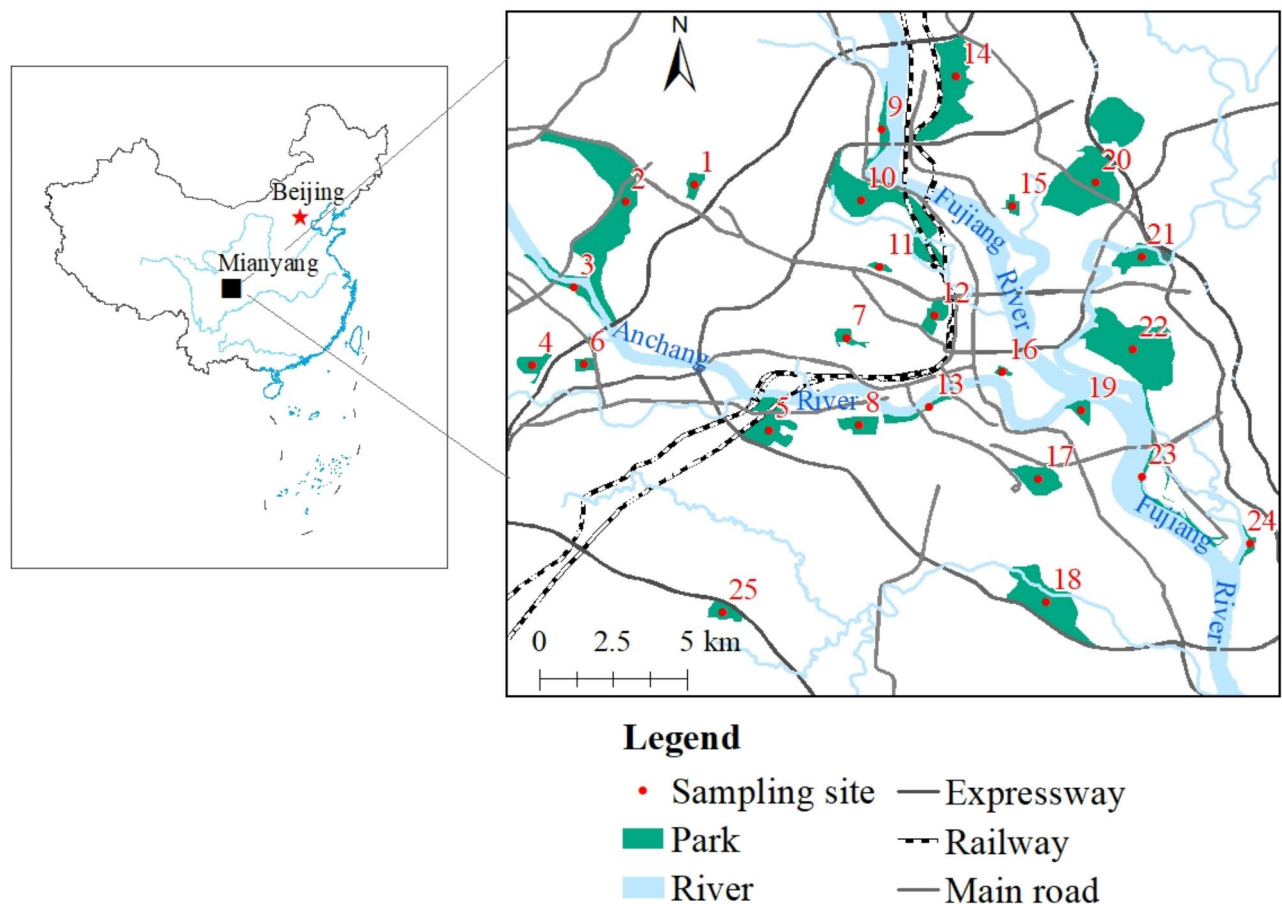 Beijing
Mianyang
N
14
9
1
2
10
20
15
Fujiang
River
11
21
3
12
7
22
4
6
Anchang
16
River
5
8
13
19
17
23
Fujiang
River
24
18
25
0 2.5 5 km
Legend
Sampling site
Expressway
Park
Railway
River
Main road